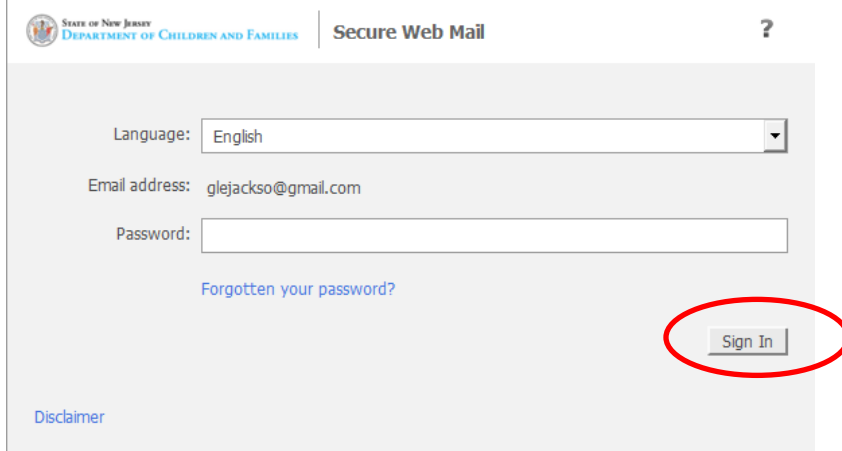 STATE OF NEW JERSEY
DEPARTMENT OF CHILDREN AND FAMILIES
Secure Web Mail
?
Language: English
Email address: glejackso@gmail.com
Password:
Forgotten your password?
Sign In
Disclaimer